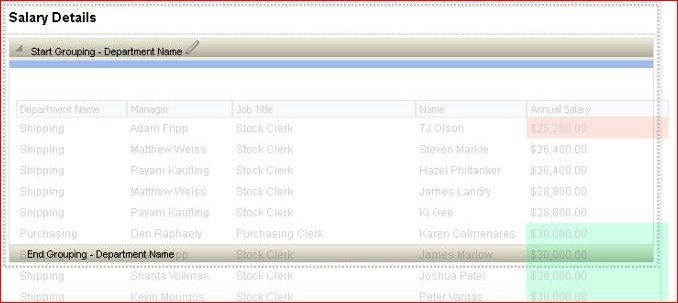 Salary Details
Start Grouping - Department Name
Department Name Manager Job Title Name Annual Salary
Shipping Adam Fripp Stock Clerk TJ Olson $25,200.00
Shipping Matthew Weiss Stock Clerk Steven Markle $26,400.00
Shipping Payam Kaufling Stock Clerk Hazel Philtanker $26,400.00
Shipping Matthew Weiss Stock Clerk James Landry $28,800.00
Shipping Payam Kaufling Stock Clerk Ki Gee $28,800.00
Purchasing Den Raphaely Purchasing Clerk Karen Colmenares $30,000.00
End Grouping - Department Name Stock Clerk James Marlow $30,000.00
Shipping Shanta Vollman Stock Clerk Joshua Patel $30,000.00
Shipping Kevin Mourgos Stock Clerk Peter Vargas $30,000.00